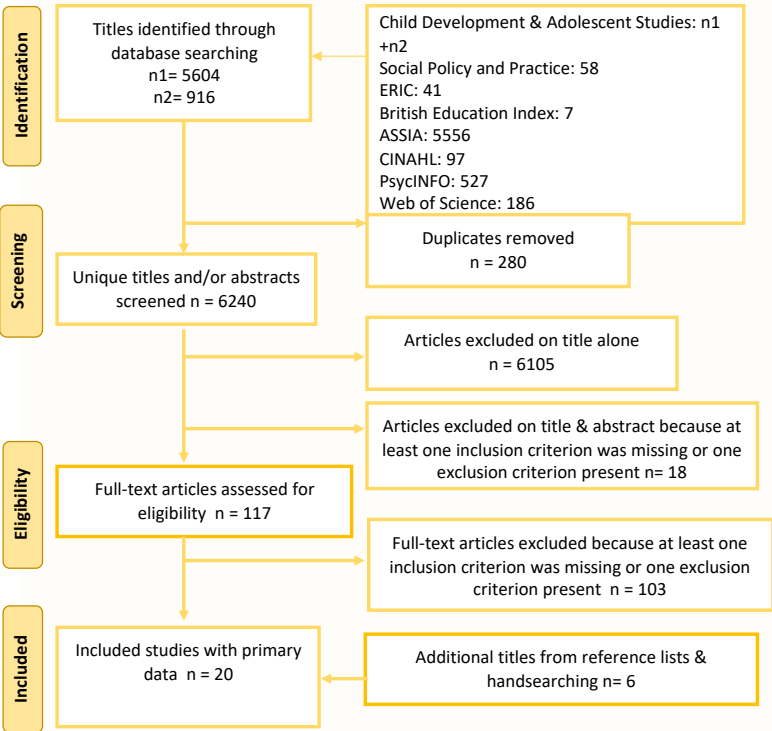 Identification
Titles identified through
database searching
n1= 5604
n2= 916
Child Development & Adolescent Studies: n1
+n2
Social Policy and Practice: 58
ERIC: 41
British Education Index: 7
ASSIA: 5556
CINAHL: 97
PsycINFO: 527
Web of Science: 186
Screening
Duplicates removed
n = 280
Unique titles and/or abstracts
screened n = 6240
Articles excluded on title alone
n = 6105
Articles excluded on title & abstract because at
least one inclusion criterion was missing or one
exclusion criterion present n= 18
Eligibility
Full-text articles assessed for
eligibility n = 117
Full-text articles excluded because at least one
inclusion criterion was missing or one exclusion
criterion present n = 103
Included
Included studies with primary
data n = 20
Additional titles from reference lists &
handsearching n= 6